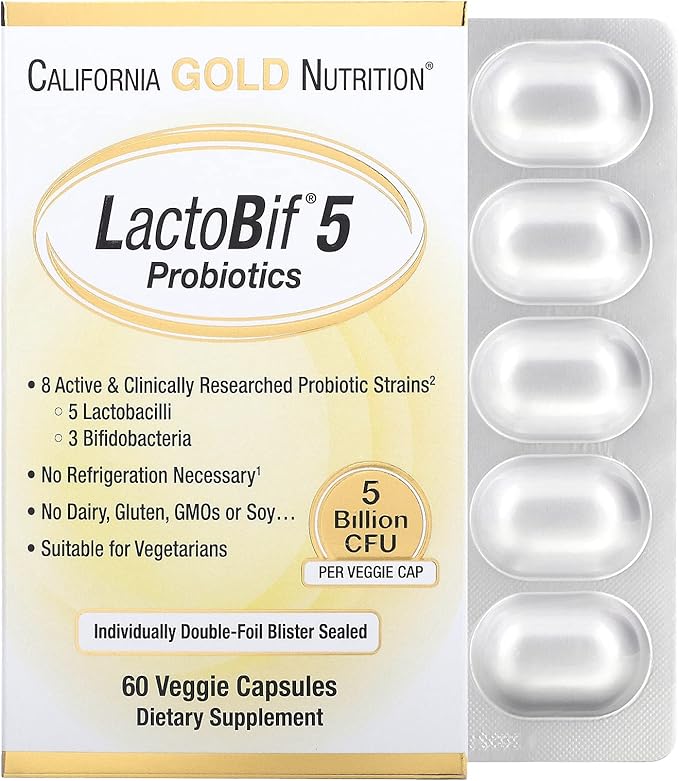 CALIFORNIA GOLD NUTRITION®
LactoBif® 5
Probiotics
• 8 Active & Clinically Researched Probiotic Strains²
○ 5 Lactobacilli
○ 3 Bifidobacteria
• No Refrigeration Necessary¹
• No Dairy, Gluten, GMOs or Soy...
• Suitable for Vegetarians
5
Billion
CFU
PER VEGGIE CAP
Individually Double-Foil Blister Sealed
60 Veggie Capsules
Dietary Supplement